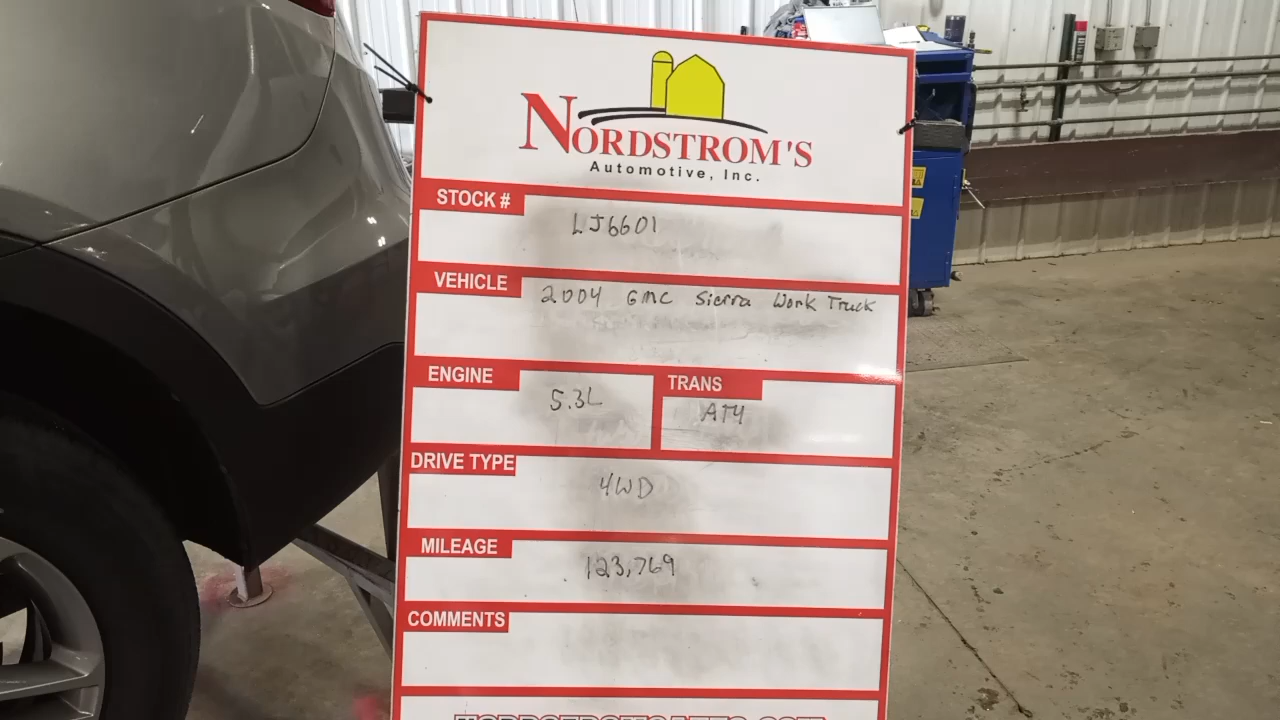 NORDSTROM'S
Automotive, Inc.
STOCK #
LJ6601
VEHICLE
2004 GMC Sierra Work Truck
ENGINE
5.3L
TRANS
AT4
DRIVE TYPE
4WD
MILEAGE
123,769
COMMENTS